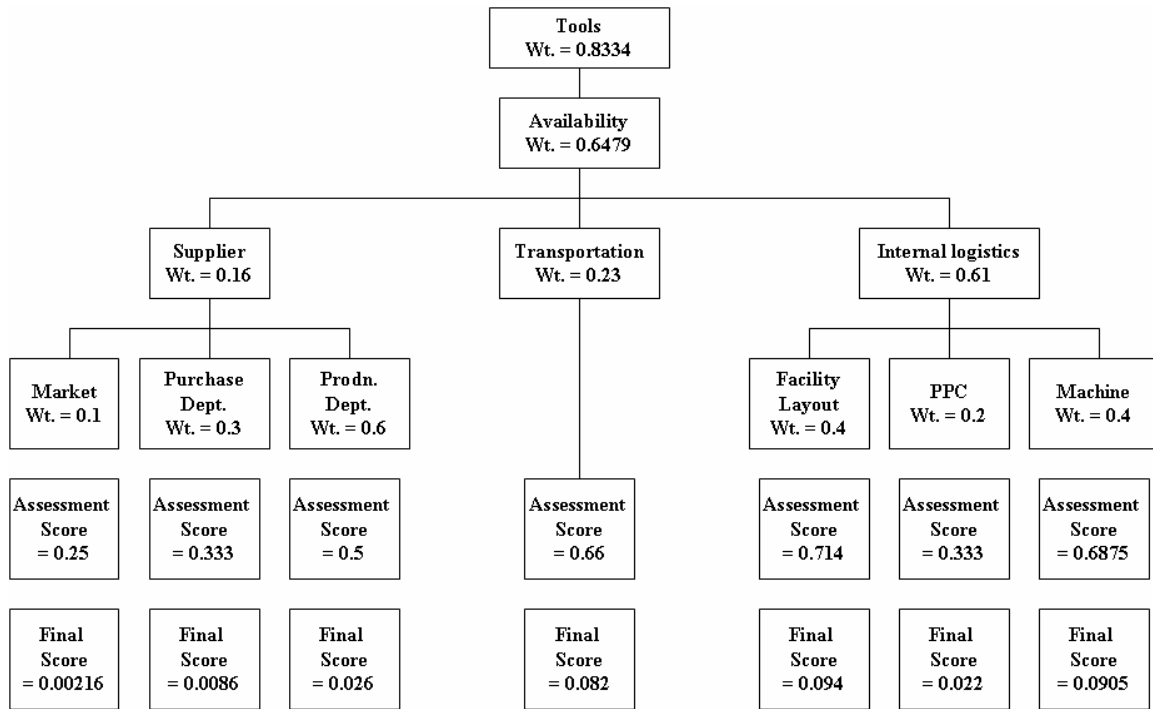 Tools
Wt. = 0.8334
Availability
Wt. = 0.6479
Supplier
Wt. = 0.16
Transportation
Wt. = 0.23
Internal logistics
Wt. = 0.61
Market
Wt. = 0.1
Purchase
Dept.
Wt. = 0.3
Prodn.
Dept.
Wt. = 0.6
Facility
Layout
Wt. = 0.4
PPC
Wt. = 0.2
Machine
Wt. = 0.4
Assessment
Score
= 0.25
Assessment
Score
= 0.333
Assessment
Score
= 0.5
Assessment
Score
= 0.66
Assessment
Score
= 0.714
Assessment
Score
= 0.333
Assessment
Score
= 0.6875
Final
Score
= 0.00216
Final
Score
= 0.0086
Final
Score
= 0.026
Final
Score
= 0.082
Final
Score
= 0.094
Final
Score
= 0.022
Final
Score
= 0.0905